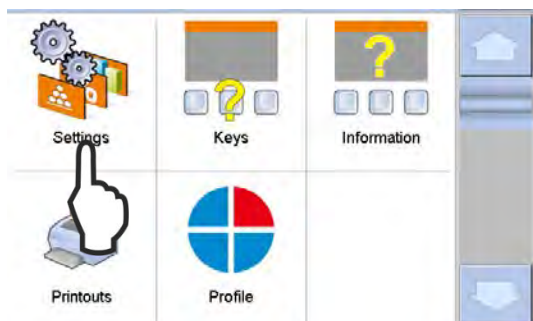 Settings
Keys
Information
Printouts
Profile